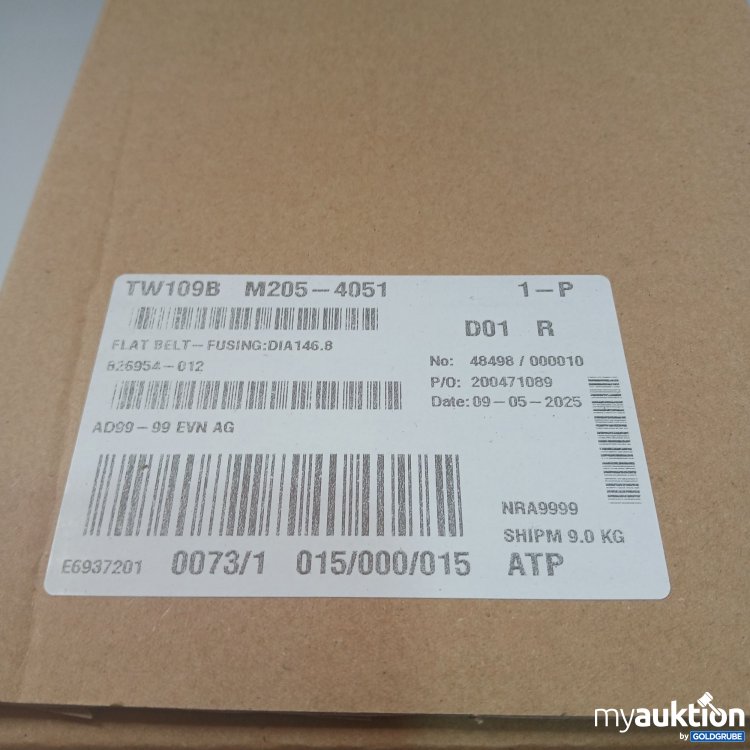 TW109B M205-4051 1-P
D01 R
FLAT BELT-FUSING:DIA146.8
B26954-012
No: 48498 / 000010
P/O: 200471089
Date: 09-05-2025
AD99-99 EVN AG
NRA9999
SHIPM 9.0 KG
E6937201 0073/1 015/000/015 ATP
myauktion
by GOLDGRUBE